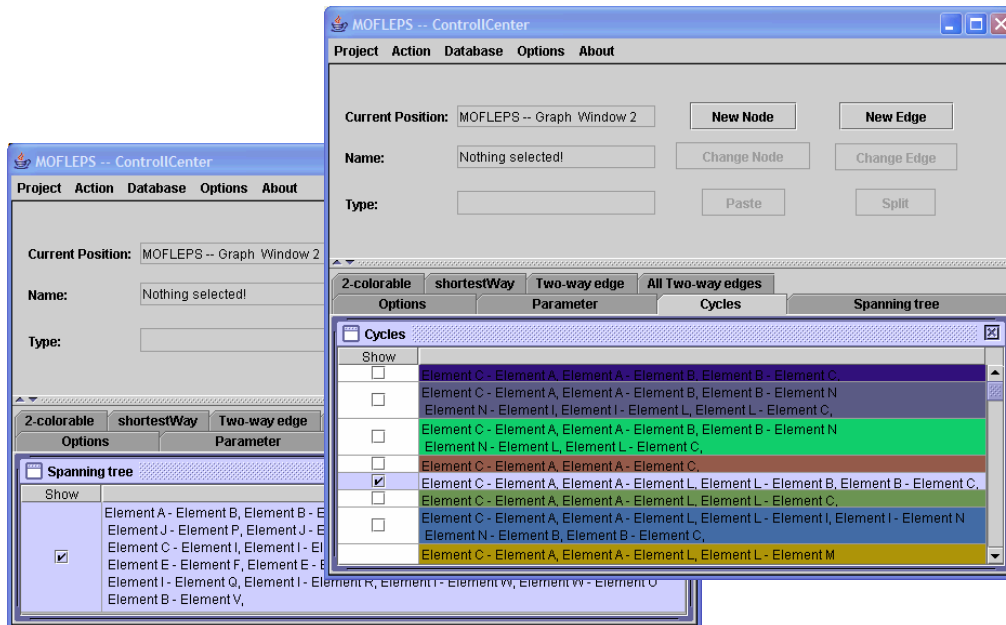 MOFLEPS -- ControllCenter
Project Action Database Options About
Current Position: MOFLEPS -- Graph Window 2 New Node New Edge
Name: Nothing selected! Change Node Change Edge
Type: Paste Split
2-colorable shortestWay Two-way edge All Two-way edges
Options Parameter Cycles Spanning tree
Cycles
Show
Element C - Element A, Element A - Element B, Element B - Element C,
Element C - Element A, Element A - Element B, Element B - Element N
Element N - Element I, Element I - Element L, Element L - Element C,
Element C - Element A, Element A - Element B, Element B - Element N
Element N - Element L, Element L - Element C,
Element C - Element A, Element A - Element C,
Element C - Element A, Element A - Element L, Element L - Element B, Element B - Element C,
Element C - Element A, Element A - Element L, Element L - Element C,
Element C - Element A, Element A - Element L, Element L - Element I, Element I - Element N
Element N - Element B, Element B - Element C,
Element C - Element A, Element A - Element L, Element L - Element M
MOFLEPS -- ControllCenter
Project Action Database Options About
Current Position: MOFLEPS -- Graph Window 2
Name: Nothing selected!
Type:
2-colorable shortestWay Two-way edge
Options Parameter
Spanning tree
Show
Element A - Element B, Element B - E
Element J - Element P, Element J - E
Element C - Element I, Element I - El
Element E - Element F, Element E - E
Element I - Element Q, Element I - Element R, Element I - Element W, Element W - Element O
Element B - Element V,